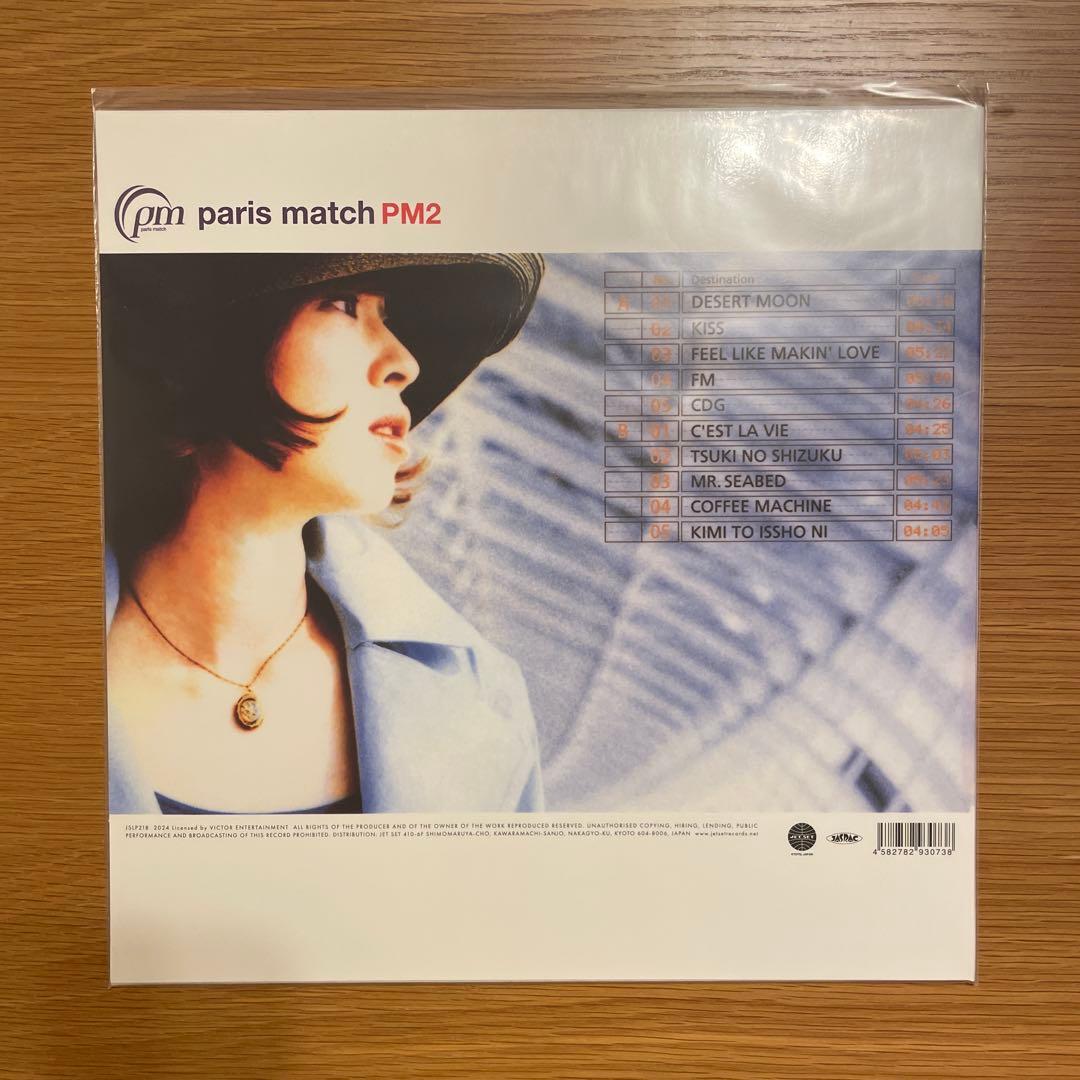 pm paris match
paris match PM2
Destination
A DESERT MOON
02 KISS
03 FEEL LIKE MAKIN' LOVE
04 FM
05 CDG
B 01 C'EST LA VIE 04:25
02 TSUKI NO SHIZUKU
03 MR. SEABED
04 COFFEE MACHINE
05 KIMI TO ISSHO NI 04:05
JSLP218 2024 Licensed by VICTOR ENTERTAINMENT ALL RIGHTS OF THE PRODUCER AND OF THE OWNER OF THE WORK REPRODUCED RESERVED. UNAUTHORISED COPYING, HIRING, LENDING, PUBLIC
PERFORMANCE AND BROADCASTING OF THIS RECORD PROHIBITED. DISTRIBUTION. JET SET 410-6F SHIMOMARUYA-CHO, KAWARAMACHI-SANJO, NAKAGYO-KU, KYOTO 604-8006, JAPAN www.jetsetrecords.net
JET SET
KYOTO, JAPAN
JASRAC
4 582782 930738